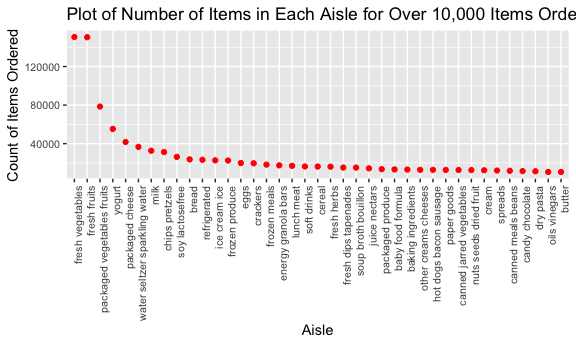 Plot of Number of Items in Each Aisle for Over 10,000 Items Orde
Count of Items Ordered
120000
80000
40000
fresh vegetables
fresh fruits
packaged vegetables fruits
yogurt
packaged cheese
water seltzer sparkling water
milk
chips pretzels
soy lactosefree
bread
refrigerated
ice cream ice
frozen produce
eggs
crackers
frozen meals
energy granola bars
lunch meat
soft drinks
cereal
fresh herbs
fresh dips tapenades
soup broth bouillon
juice nectars
packaged produce
baby food formula
baking ingredients
other creams cheeses
hot dogs bacon sausage
paper goods
canned jarred vegetables
nuts seeds dried fruit
cream
spreads
canned meals beans
candy chocolate
dry pasta
oils vinegars
butter
Aisle